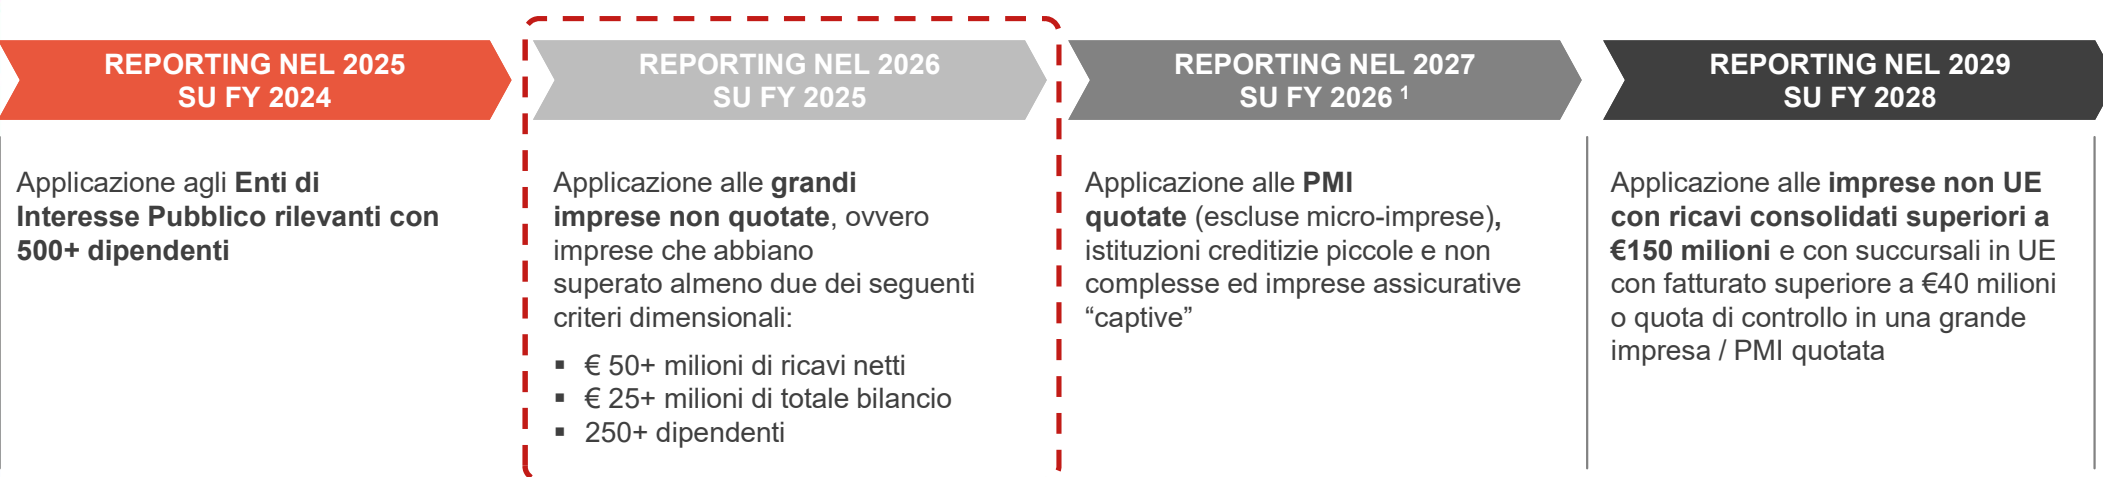 REPORTING NEL 2025
SU FY 2024
Applicazione agli Enti di
Interesse Pubblico rilevanti con
500+ dipendenti
REPORTING NEL 2026
SU FY 2025
Applicazione alle grandi
imprese non quotate, ovvero
imprese che abbiano
superato almeno due dei seguenti
criteri dimensionali:
▪ € 50+ milioni di ricavi netti
▪ € 25+ milioni di totale bilancio
▪ 250+ dipendenti
REPORTING NEL 2027
SU FY 2026 ¹
Applicazione alle PMI
quotate (escluse micro-imprese),
istituzioni creditizie piccole e non
complesse ed imprese assicurative
“captive”
REPORTING NEL 2029
SU FY 2028
Applicazione alle imprese non UE
con ricavi consolidati superiori a
€150 milioni e con succursali in UE
con fatturato superiore a €40 milioni
o quota di controllo in una grande
impresa / PMI quotata